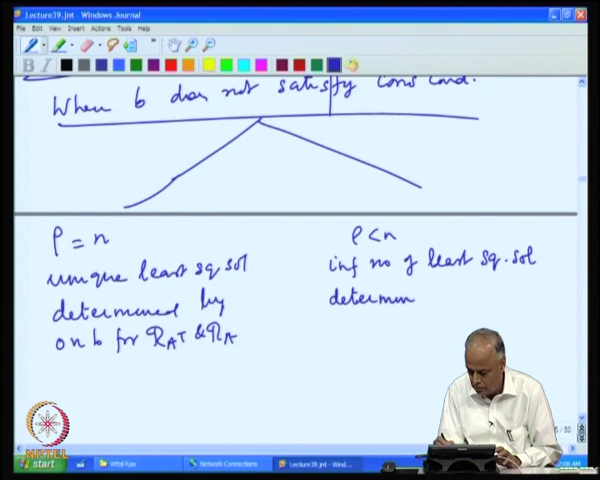 Lecture39.jnt - Windows Journal
File Edit View Insert Actions Tools Help
B I
When b does not satisfy Cons Cond.
ρ = n
unique least sq sol
determined by
o n b for RAT & RA
ρ < n
inf no of least sq. sol
determin
NPTEL
start
Vittal Rao
Network Connections
Lecture39.jnt - Wind...